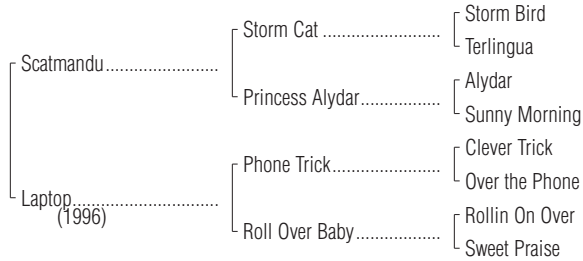 Storm Bird
Storm Cat ........................
Terlingua
Scatmandu.......................
Alydar
Princess Alydar................
Sunny Morning
Clever Trick
Phone Trick......................
Over the Phone
Laptop..............................
(1996)
Rollin On Over
Roll Over Baby.................
Sweet Praise